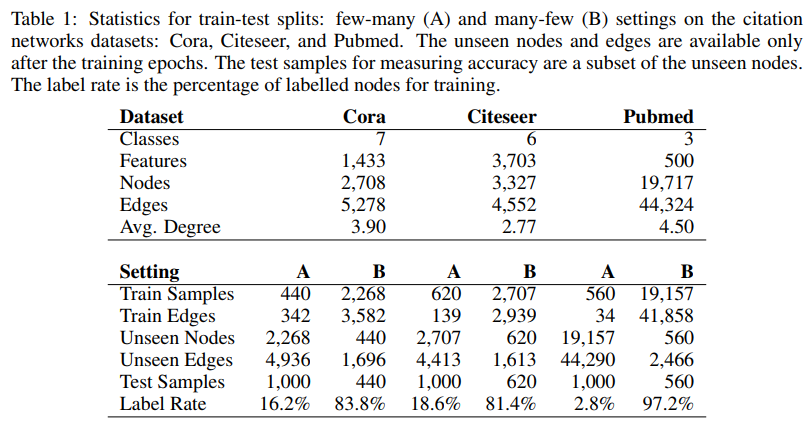 Table 1: Statistics for train-test splits: few-many (A) and many-few (B) settings on the citation
networks datasets: Cora, Citeseer, and Pubmed. The unseen nodes and edges are available only
after the training epochs. The test samples for measuring accuracy are a subset of the unseen nodes.
The label rate is the percentage of labelled nodes for training.
Dataset Cora Citeseer Pubmed
Classes 7 6 3
Features 1,433 3,703 500
Nodes 2,708 3,327 19,717
Edges 5,278 4,552 44,324
Avg. Degree 3.90 2.77 4.50
Setting A B A B A B
Train Samples 440 2,268 620 2,707 560 19,157
Train Edges 342 3,582 139 2,939 34 41,858
Unseen Nodes 2,268 440 2,707 620 19,157 560
Unseen Edges 4,936 1,696 4,413 1,613 44,290 2,466
Test Samples 1,000 440 1,000 620 1,000 560
Label Rate 16.2% 83.8% 18.6% 81.4% 2.8% 97.2%